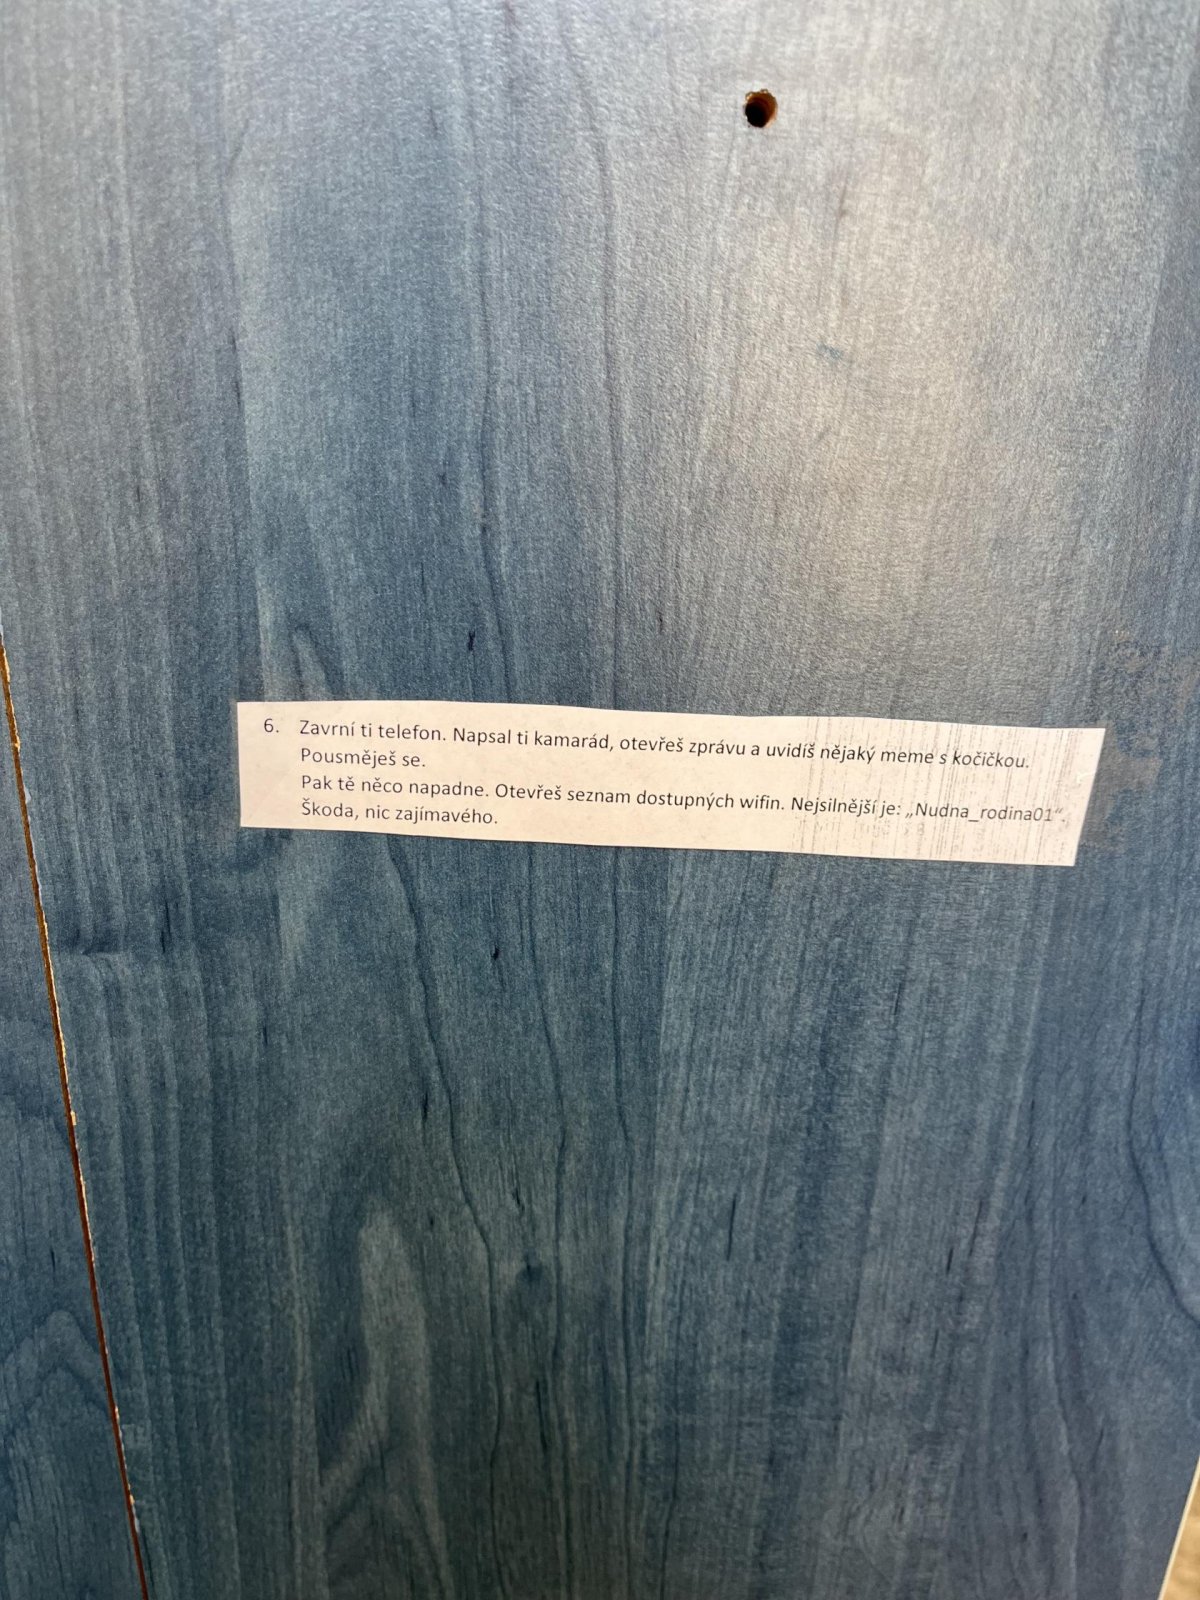 6. Zavrní ti telefon. Napsal ti kamarád, otevřeš zprávu a uvidíš nějaký meme s kočičkou.
Pousměješ se.
Pak tě něco napadne. Otevřeš seznam dostupných wifin. Nejsilnější je: „Nudna_rodina01“.
Škoda, nic zajímavého.